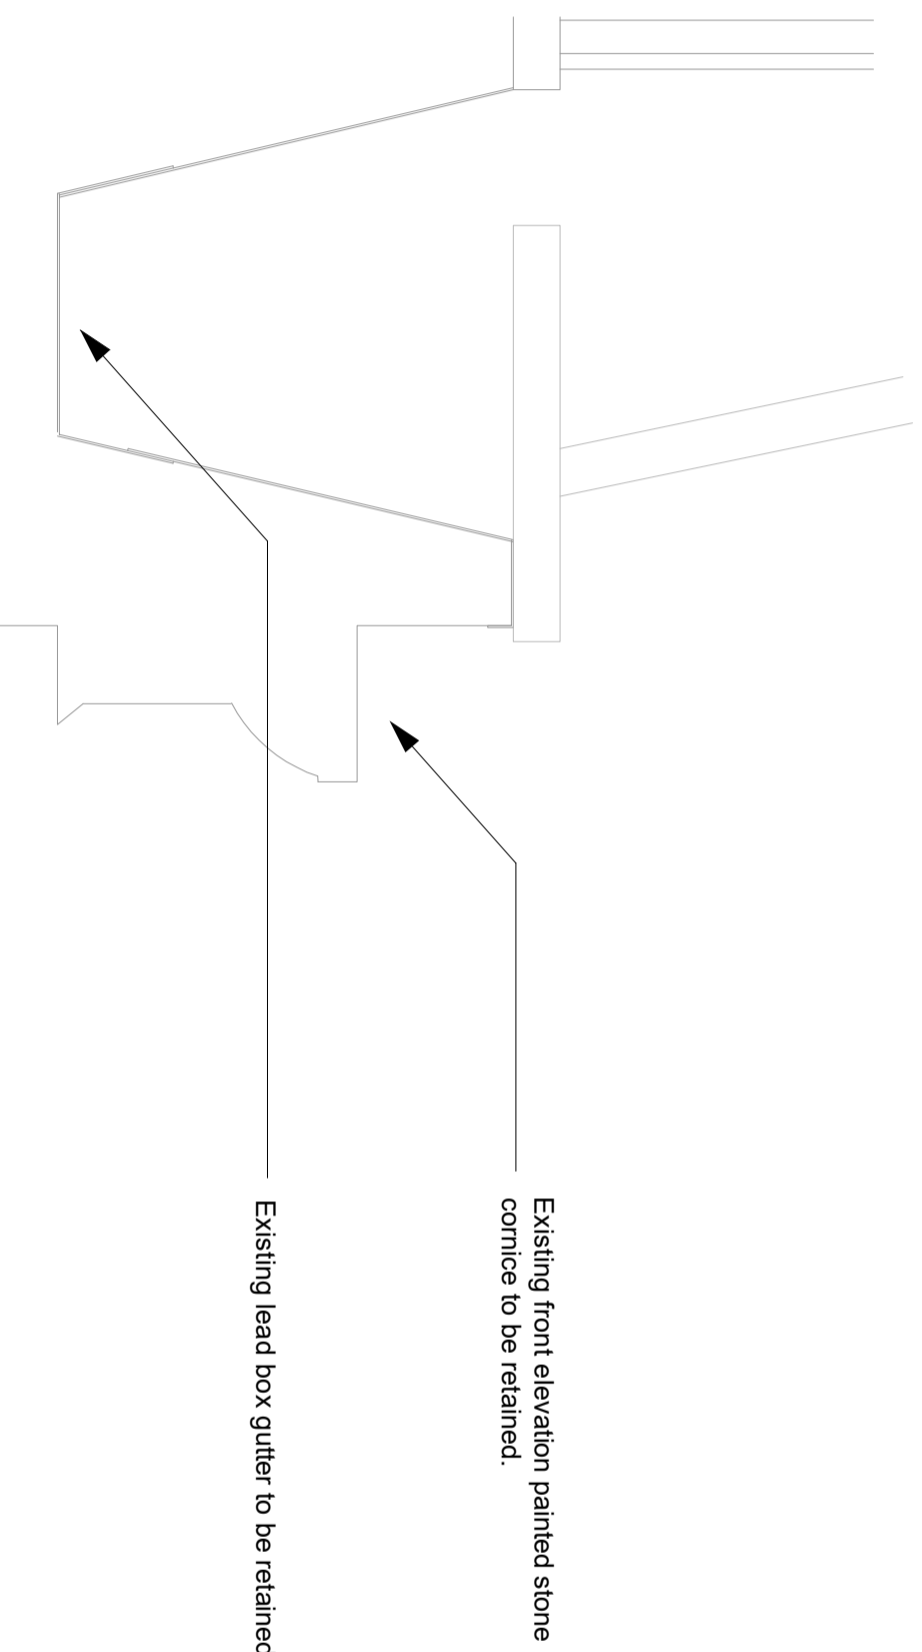 Existing front elevation painted stone
cornice to be retained.
Existing lead box gutter to be retained